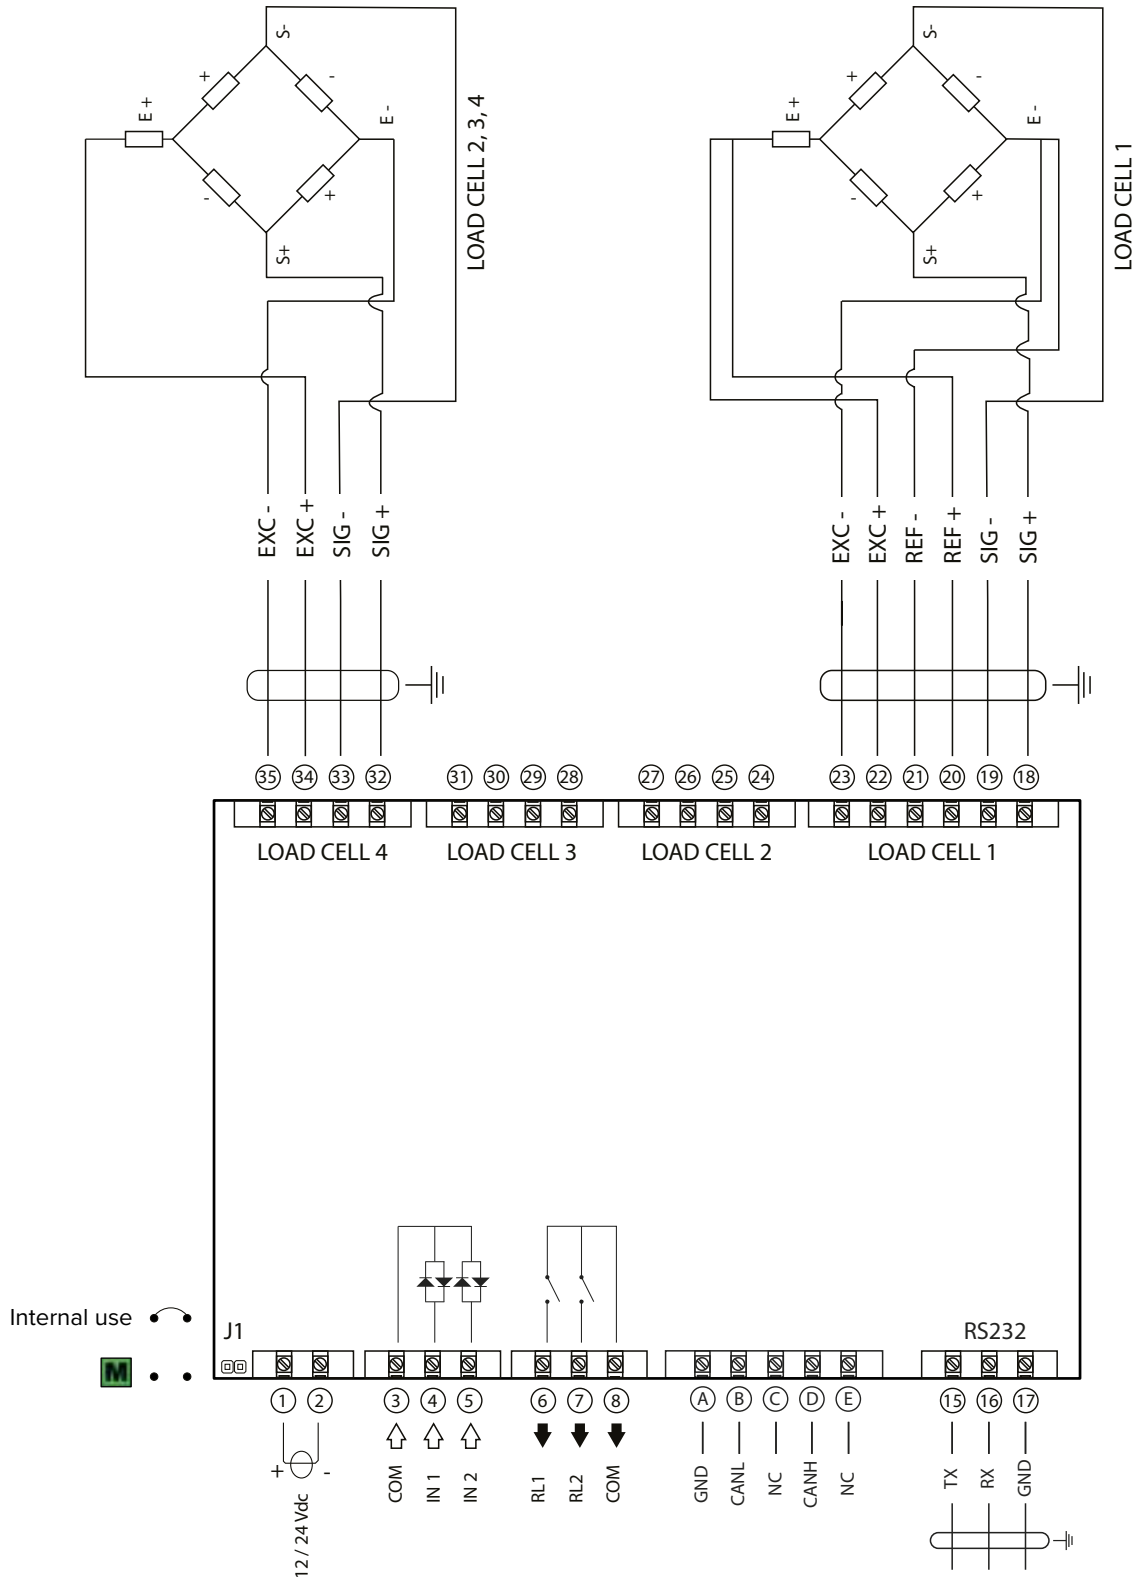 S-
+
-
E +
E -
-
+
S+
LOAD CELL 2, 3, 4
S-
+
-
E +
E -
-
+
S+
LOAD CELL 1
EXC -
EXC +
SIG -
SIG +
EXC -
EXC +
REF -
REF +
SIG -
SIG +
35 34 33 32 31 30 29 28 27 26 25 24 23 22 21 20 19 18
LOAD CELL 4 LOAD CELL 3 LOAD CELL 2 LOAD CELL 1
Internal use
J1
RS232
M
1 2 3 4 5 6 7 8 A B C D E 15 16 17
+ -
12 / 24 Vdc
COM
IN 1
IN 2
RL1
RL2
COM
GND
CANL
NC
CANH
NC
TX
RX
GND